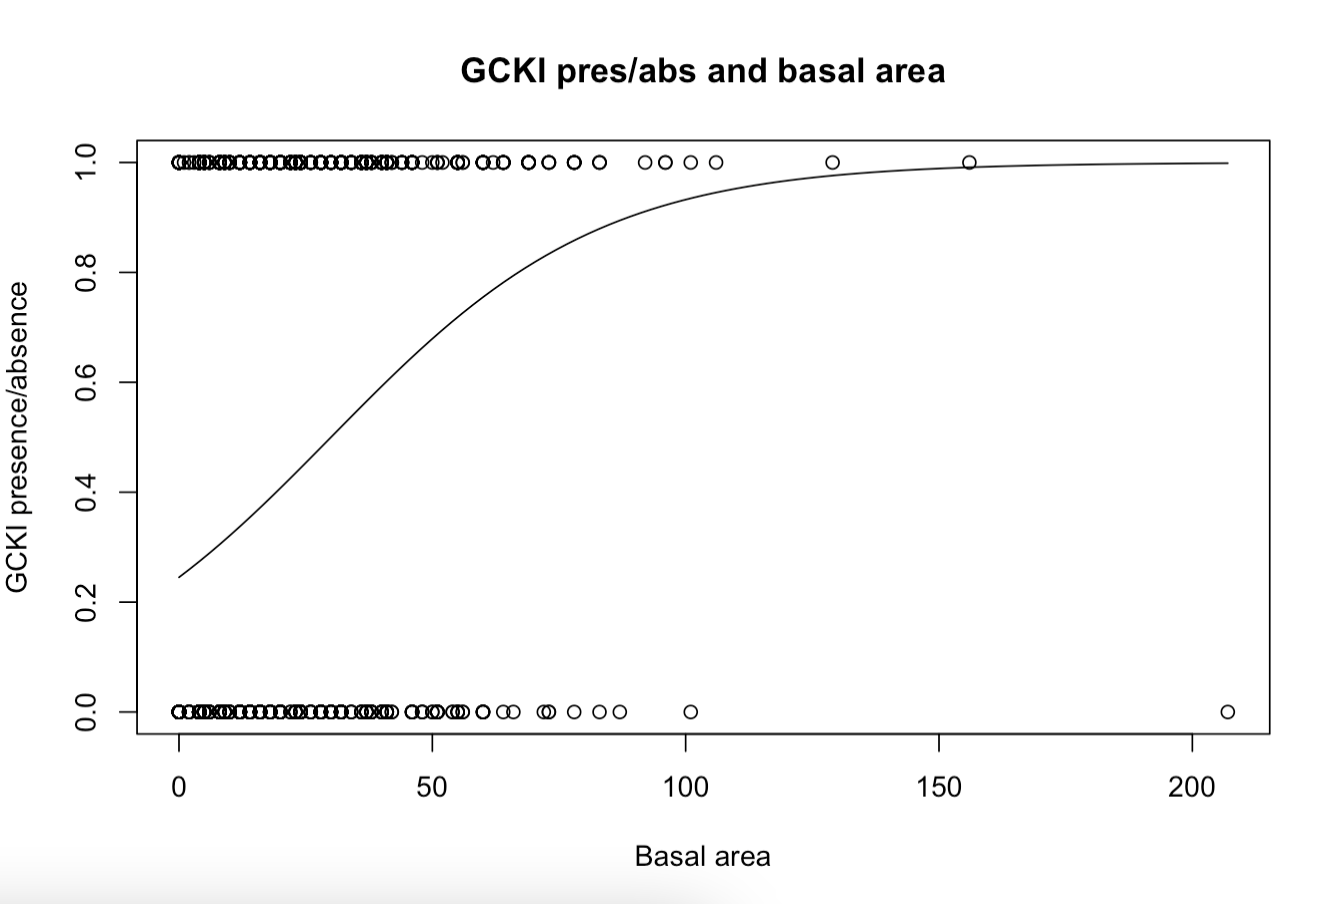 GCKI pres/abs and basal area
GCKI presence/absence
1.0
0.8
0.6
0.4
0.2
0.0
0 50 100 150 200
Basal area